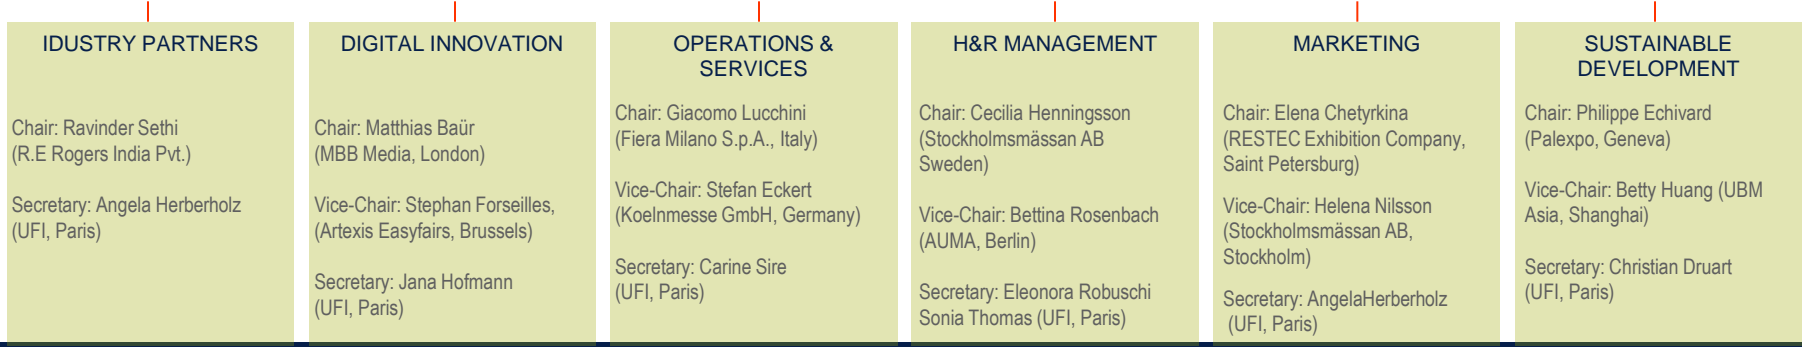 IDUSTRY PARTNERS
Chair: Ravinder Sethi
(R.E Rogers India Pvt.)
Secretary: Angela Herberholz
(UFI, Paris)
DIGITAL INNOVATION
Chair: Matthias Baür
(MBB Media, London)
Vice-Chair: Stephan Forseilles,
(Artexis Easyfairs, Brussels)
Secretary: Jana Hofmann
(UFI, Paris)
OPERATIONS &
SERVICES
Chair: Giacomo Lucchini
(Fiera Milano S.p.A., Italy)
Vice-Chair: Stefan Eckert
(Koelnmesse GmbH, Germany)
Secretary: Carine Sire
(UFI, Paris)
H&R MANAGEMENT
Chair: Cecilia Henningsson
(Stockholmsmässan AB
Sweden)
Vice-Chair: Bettina Rosenbach
(AUMA, Berlin)
Secretary: Eleonora Robuschi
Sonia Thomas (UFI, Paris)
MARKETING
Chair: Elena Chetyrkina
(RESTEC Exhibition Company,
Saint Petersburg)
Vice-Chair: Helena Nilsson
(Stockholmsmässan AB,
Stockholm)
Secretary: AngelaHerberholz
(UFI, Paris)
SUSTAINABLE
DEVELOPMENT
Chair: Philippe Echivard
(Palexpo, Geneva)
Vice-Chair: Betty Huang (UBM
Asia, Shanghai)
Secretary: Christian Druart
(UFI, Paris)